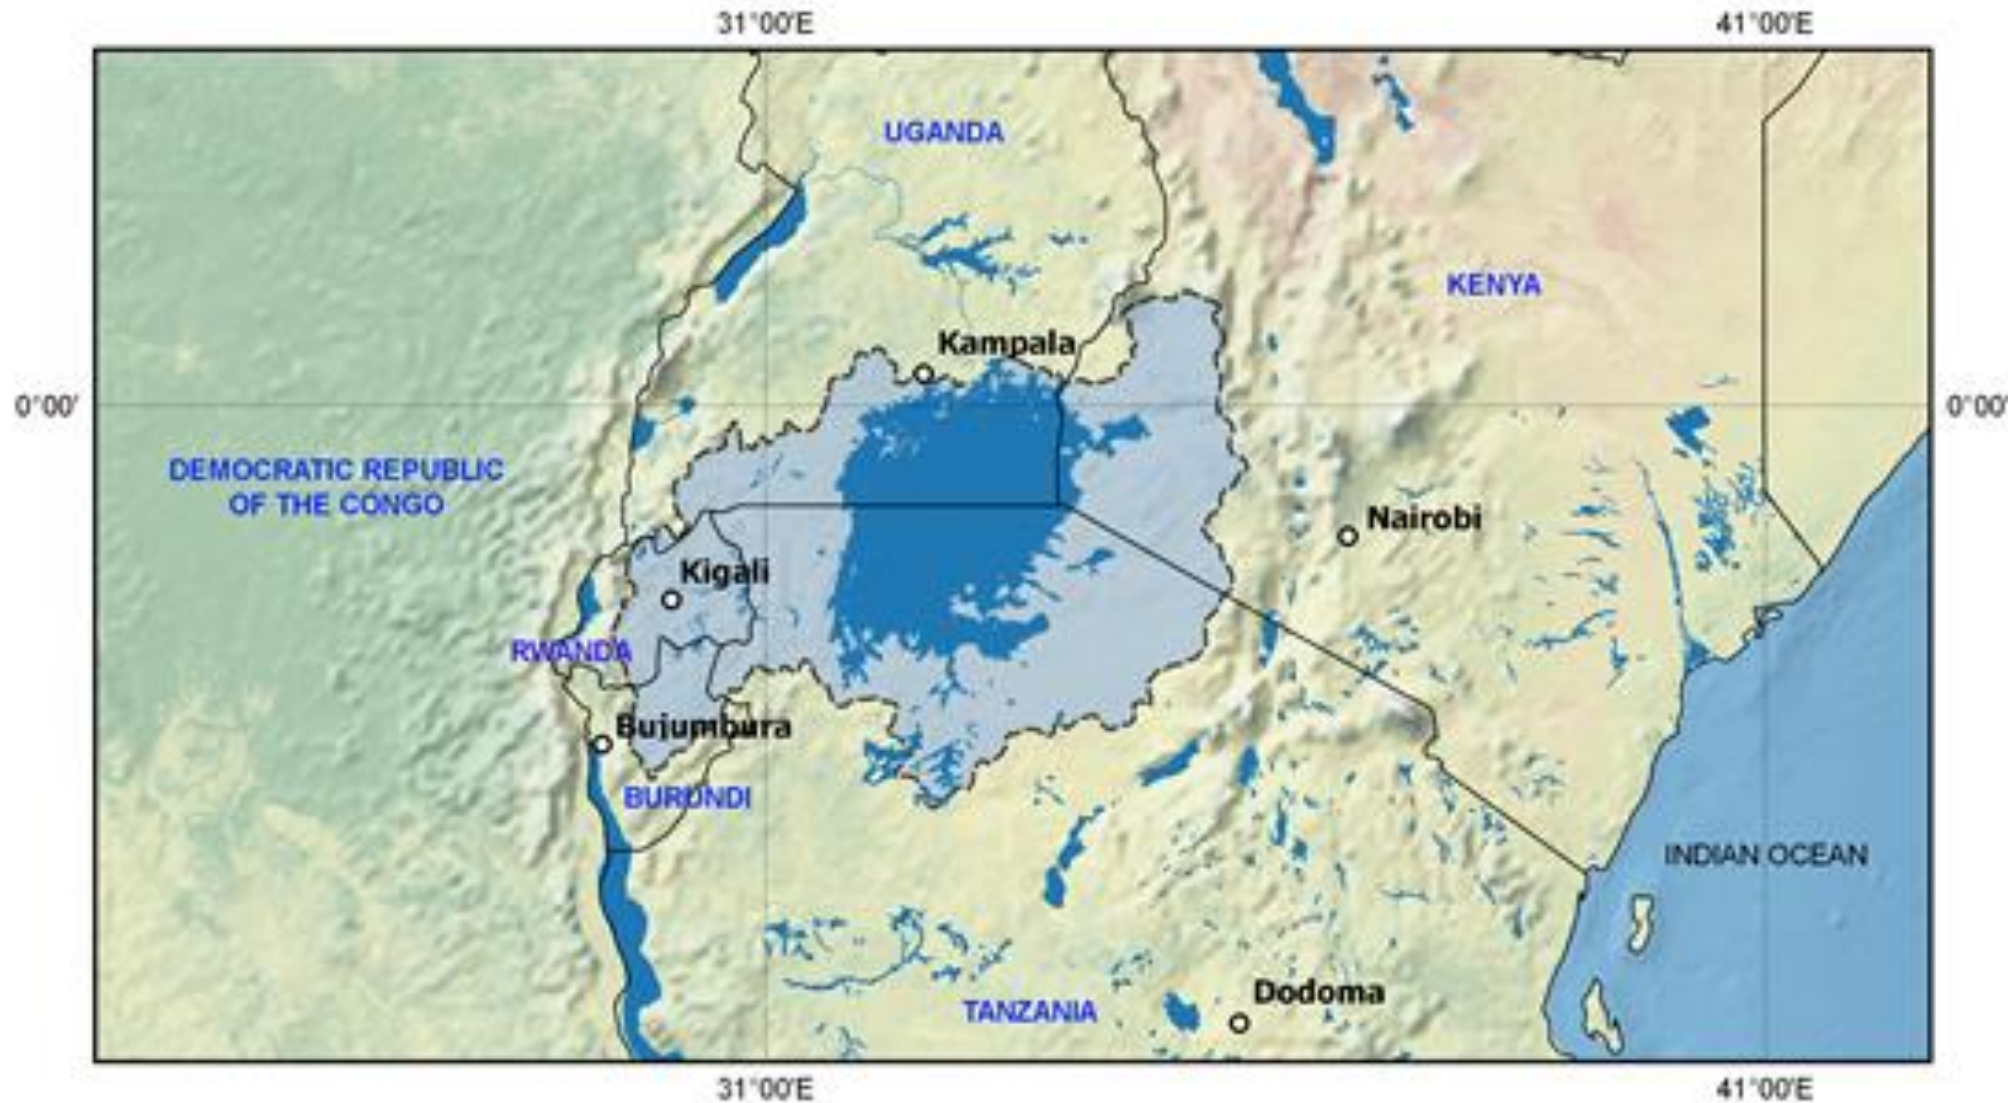 31°00'E
41°00'E
UGANDA
KENYA
Kampala
0°00'
0°00'
DEMOCRATIC REPUBLIC
OF THE CONGO
Nairobi
Kigali
RWANDA
Bujumbura
BURUNDI
INDIAN OCEAN
Dodoma
TANZANIA
31°00'E
41°00'E